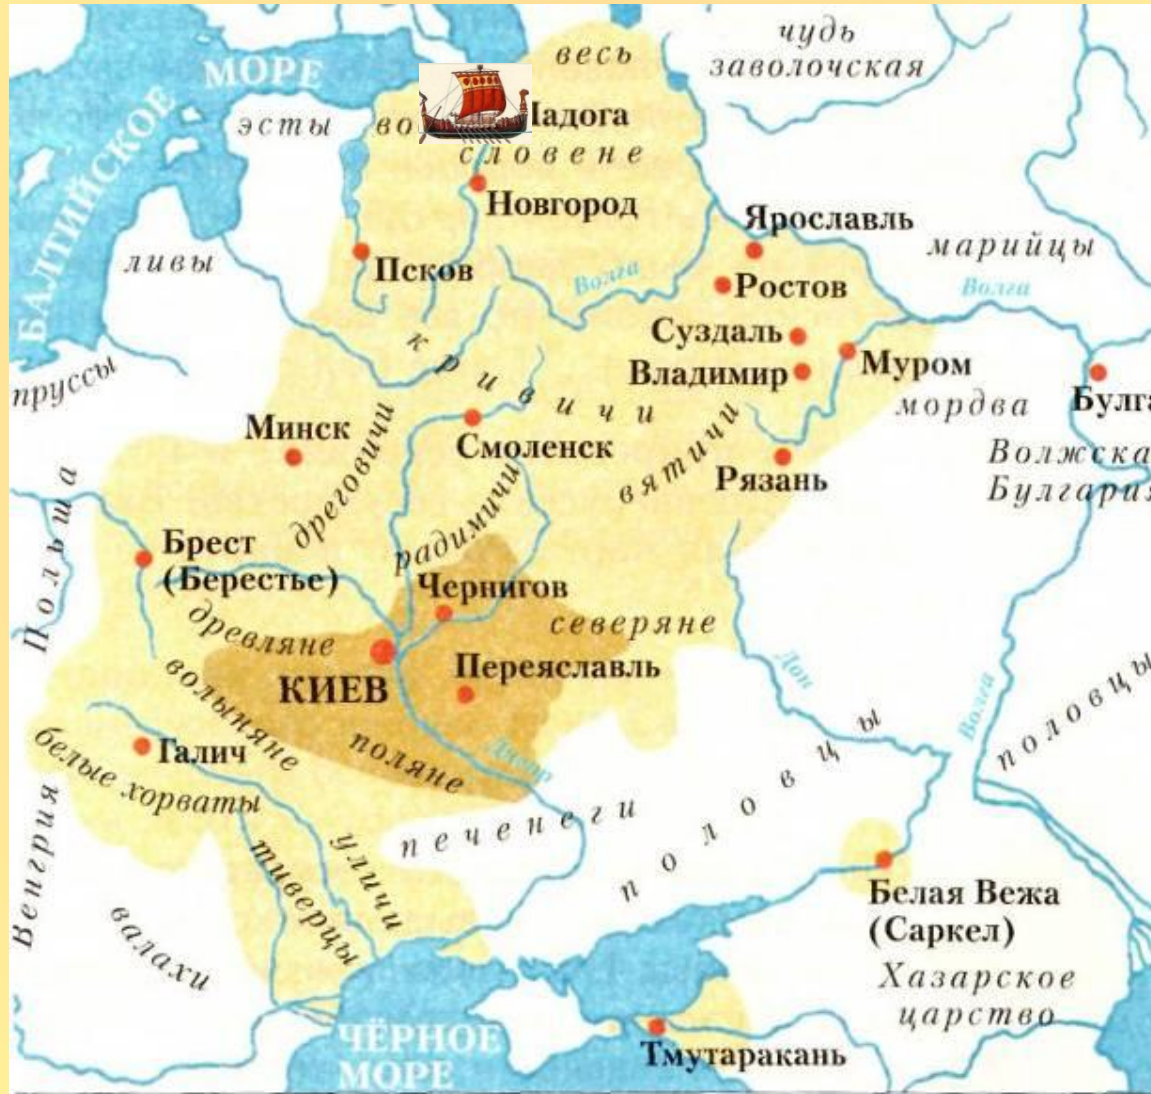 весь
чудь
заволочская
МОРЕ
эсты
Ладога
словене
БАЛТИЙСКОЕ
Новгород
Ярославль
марийцы
ливы
Псков
Волга
Ростов
Волга
Суздаль
Владимир
Муром
кривичи
пруссы
мордва
Минск
Смоленск
дреговичи
вятичи
Рязань
Волжска
Булгария
Польша
радимичи
Брест
(Берестье)
Чернигов
древляне
северяне
Переяславль
КИЕВ
волыняне
Дон
половцы
Галич
поляне
Днепр
белые хорваты
печенеги
половцы
Венгрия
уличи
тиверцы
валахи
Белая Вежа
(Саркел)
Хазарское
царство
ЧЁРНОЕ
МОРЕ
Тмутаракань